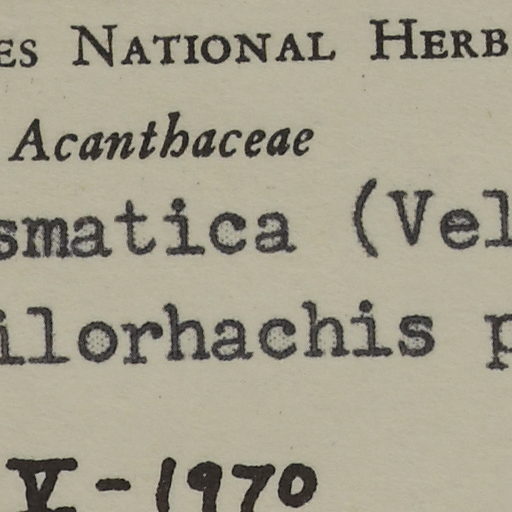 ES NATIONAL HERB
Acanthaceae
smatica (Vel
ilorhachis p
V-1970